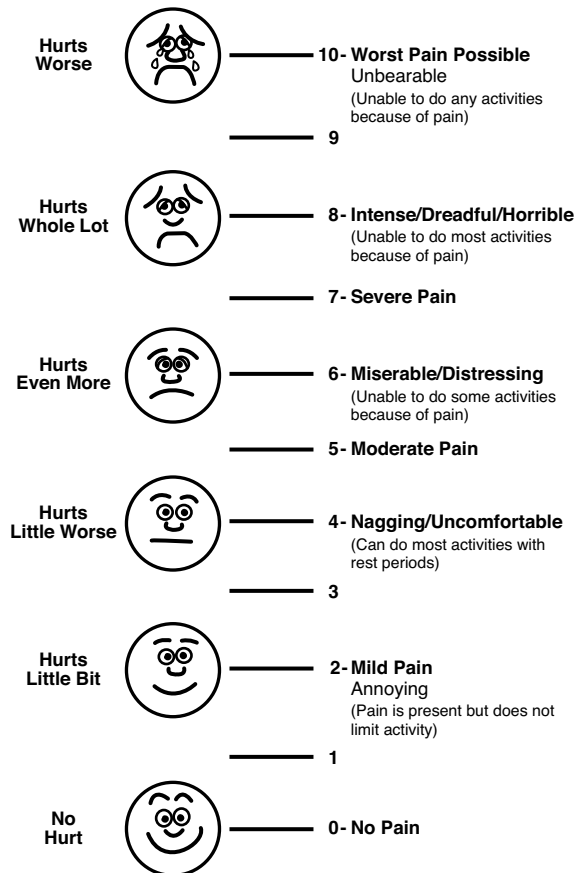 Hurts
Worse
10- Worst Pain Possible
Unbearable
(Unable to do any activities
because of pain)
9
Hurts
Whole Lot
8- Intense/Dreadful/Horrible
(Unable to do most activities
because of pain)
7- Severe Pain
Hurts
Even More
6- Miserable/Distressing
(Unable to do some activities
because of pain)
5- Moderate Pain
Hurts
Little Worse
4- Nagging/Uncomfortable
(Can do most activities with
rest periods)
3
Hurts
Little Bit
2- Mild Pain
Annoying
(Pain is present but does not
limit activity)
1
No
Hurt
0- No Pain